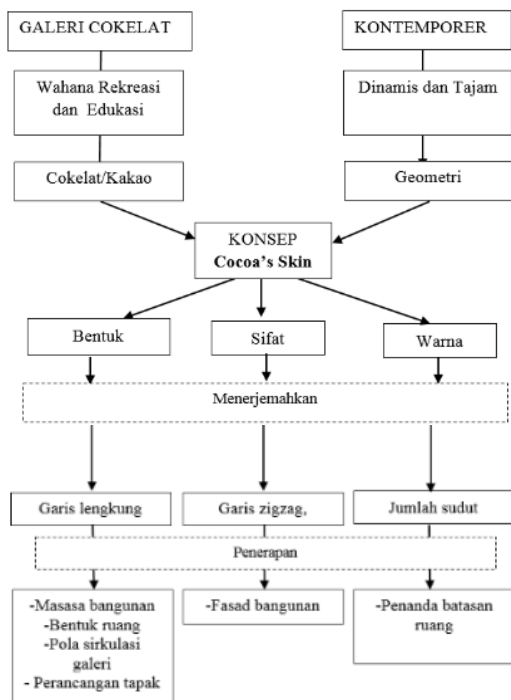 GALERI COKELAT
KONTEMPORER
Wahana Rekreasi
dan Edukasi
Dinamis dan Tajam
Cokelat/Kakao
Geometri
KONSEP
Cocoa's Skin
Bentuk
Sifat
Warna
Menerjemahkan
Garis lengkung
Garis zigzag,
Jumlah sudut
Penerapan
-Masasa bangunan
-Bentuk ruang
-Pola sirkulasi
galeri
- Perancangan tapak
-Fasad bangunan
-Penanda batasan
ruang